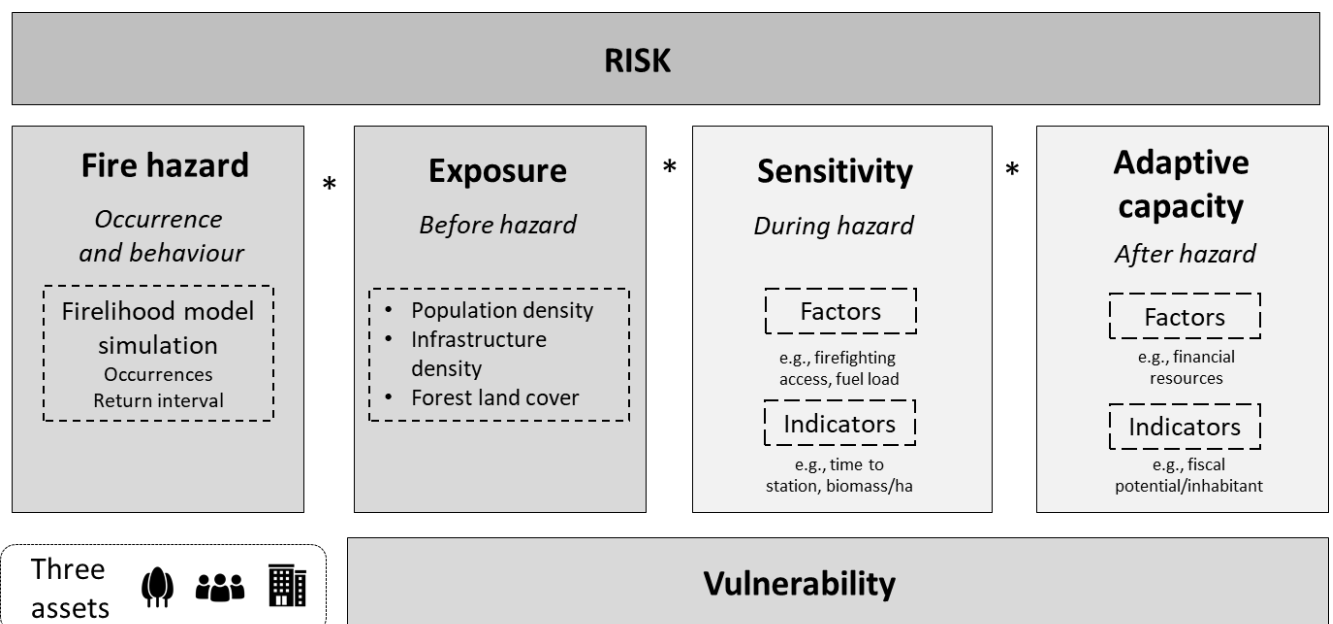 RISK
Fire hazard
Occurrence
and behaviour
Firelihood model
simulation
Occurrences
Return interval
*
Exposure
Before hazard
• Population density
• Infrastructure
density
• Forest land cover
*
Sensitivity
During hazard
Factors
e.g., firefighting
access, fuel load
Indicators
e.g., time to
station, biomass/ha
*
Adaptive
capacity
After hazard
Factors
e.g., financial
resources
Indicators
e.g., fiscal
potential/inhabitant
Three
assets
Vulnerability